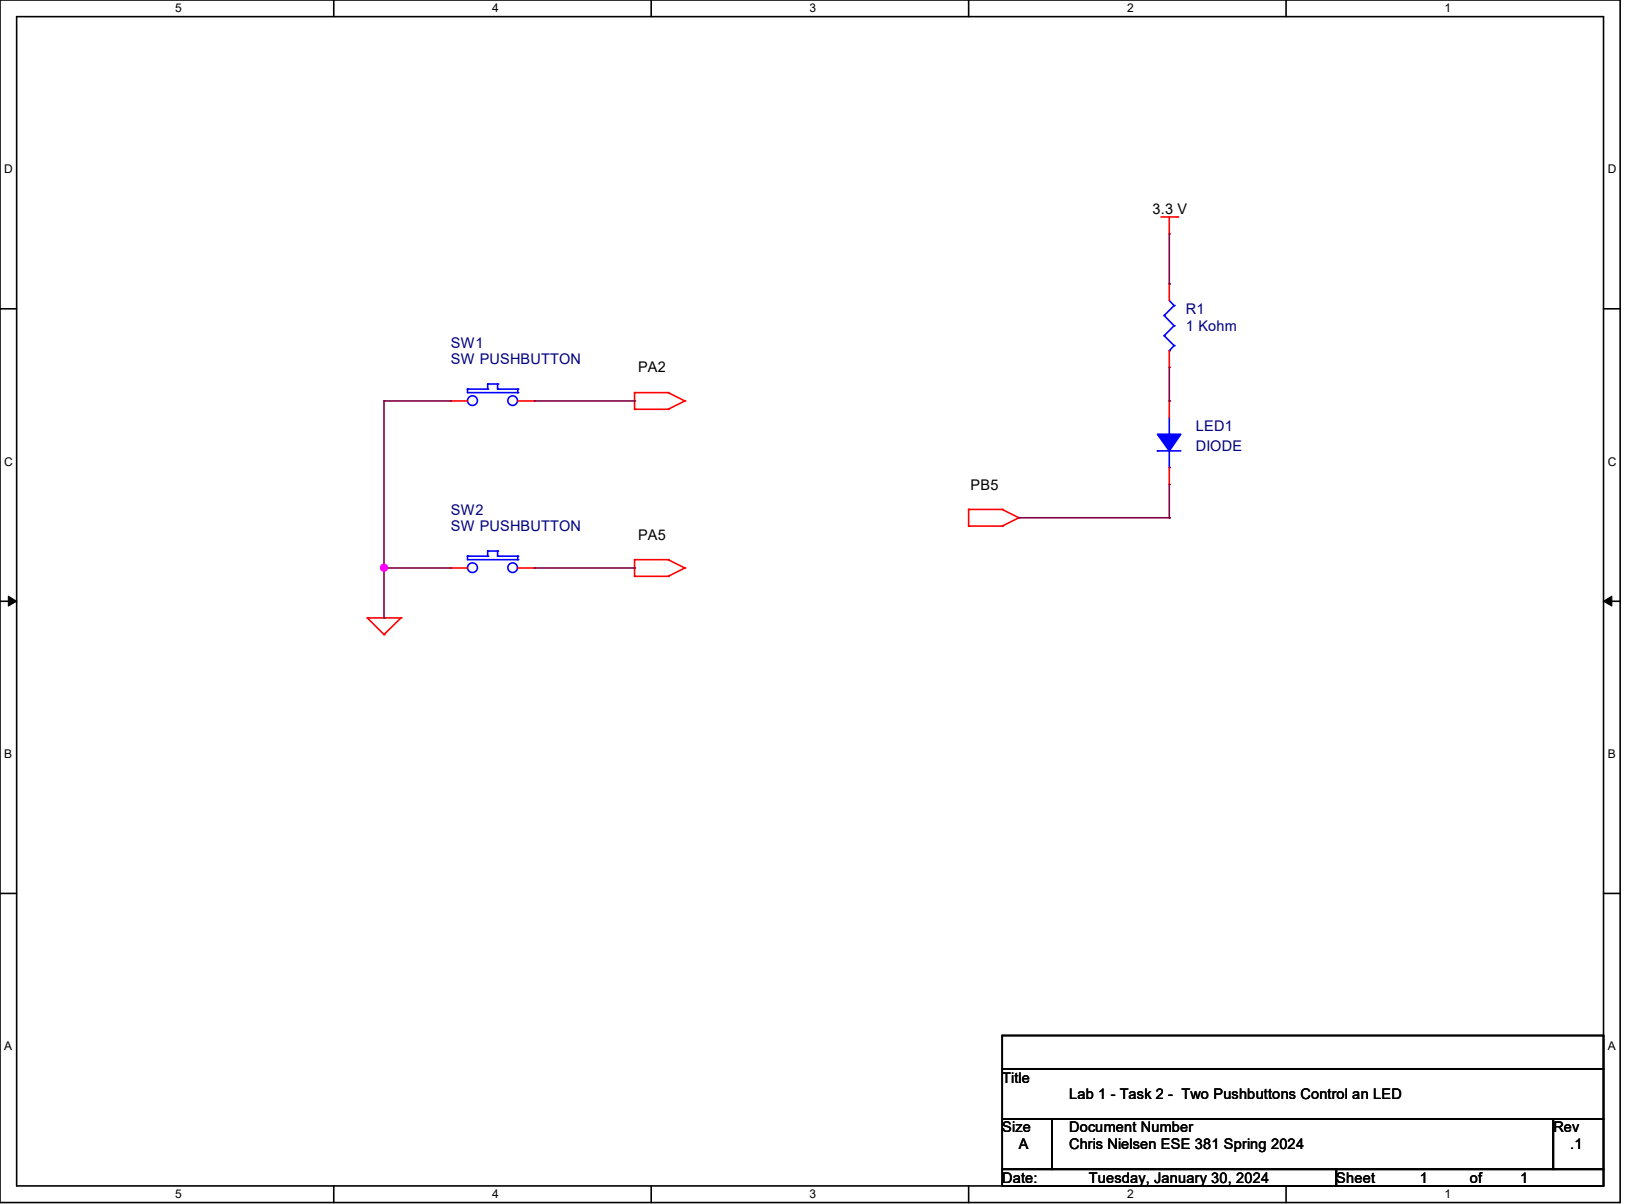 5 4 3 2 1
D D
3.3 V
R1
1 Kohm
SW1
SW PUSHBUTTON
PA2
LED1
DIODE
C C
PB5
SW2
SW PUSHBUTTON
PA5
B B
A A
Title
Lab 1 - Task 2 - Two Pushbuttons Control an LED
Size Document Number Rev
A Chris Nielsen ESE 381 Spring 2024 .1
Date: Tuesday, January 30, 2024 Sheet 1 of 1
5 4 3 2 1